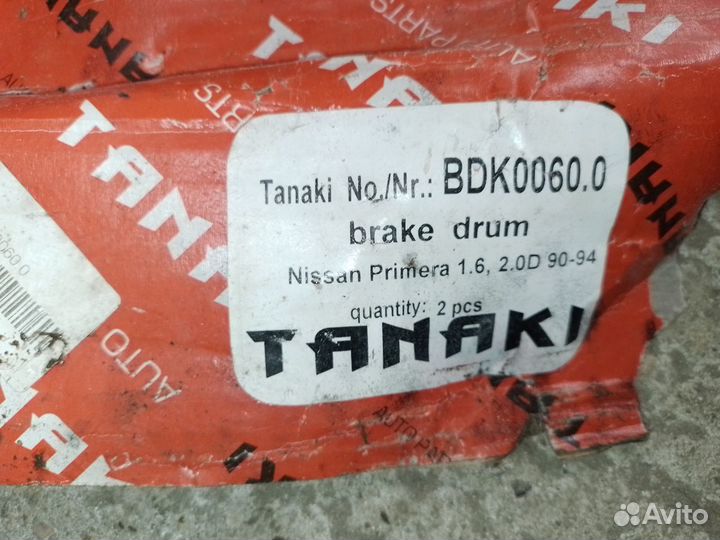 TANAKI
AUTO PARTS
TANAKI
Tanaki No./Nr.: BDK0060.0
brake drum
Nissan Primera 1.6, 2.0D 90-94
quantity: 2 pcs
TANAKI
AUTO
Avito